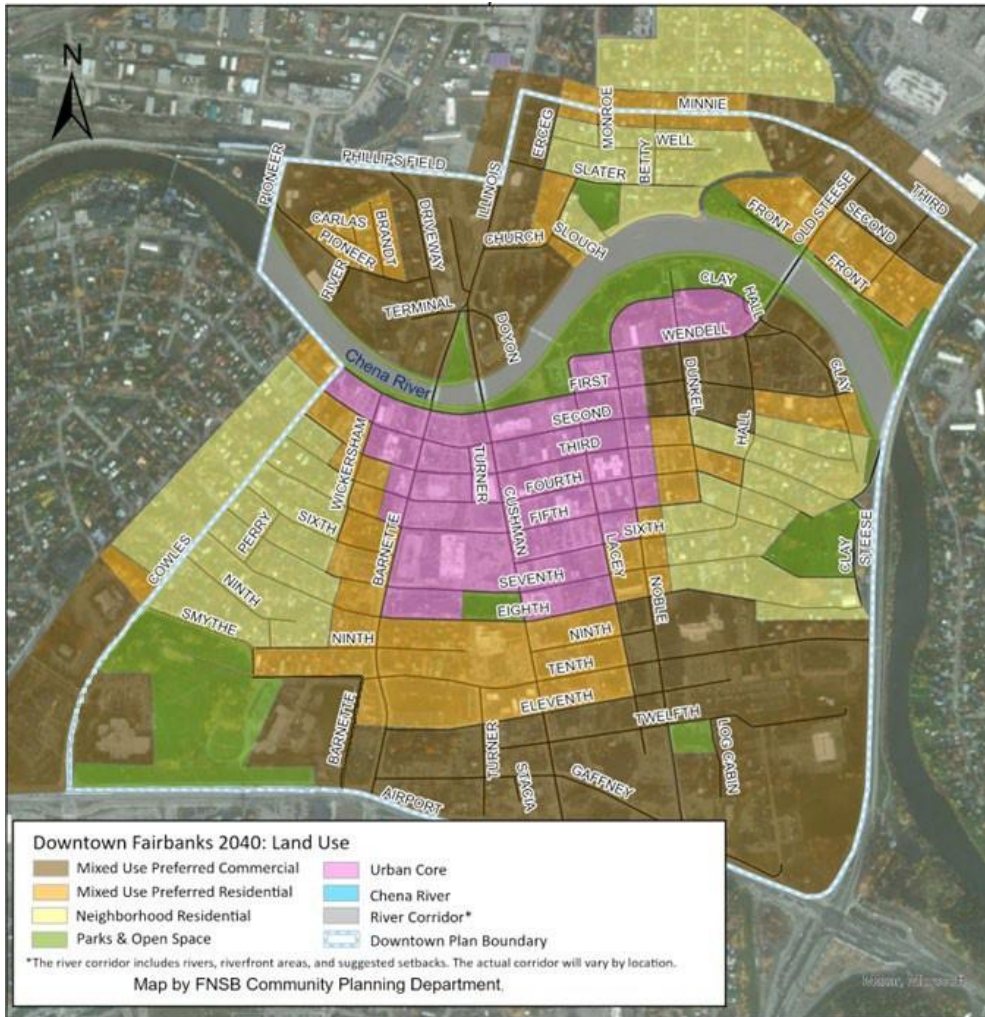 N
MINNIE
MONROE
ERCEG
WELL
BETTY
SLATER
PHILLIPS FIELD
ILLINOIS
PIONEER
THIRD
OLD STEESE
SECOND
FRONT
FRONT
CARLAS
BRANDT
DRIVEWAY
PIONEER
RIVER
CHURCH
SLOUGH
TERMINAL
DOYON
CLAY
HALL
WENDELL
Chena River
FIRST
DUNKEL
CLAY
SECOND
HALL
THIRD
WICKERSHAM
TURNER
FOURTH
CUSHMAN
FIFTH
SIXTH
SIXTH
PERRY
BARNETTE
LACEY
CLAY
STEESE
COWLES
SEVENTH
NINTH
NOBLE
EIGHTH
SMYTHE
NINTH
NINTH
TENTH
ELEVENTH
TWELFTH
BARNETTE
TURNER
STACIA
LOG CABIN
GAFFNEY
AIRPORT
Downtown Fairbanks 2040: Land Use
Mixed Use Preferred Commercial
Mixed Use Preferred Residential
Neighborhood Residential
Parks & Open Space
Urban Core
Chena River
River Corridor*
Downtown Plan Boundary
*The river corridor includes rivers, riverfront areas, and suggested setbacks. The actual corridor will vary by location.
Map by FNSB Community Planning Department.